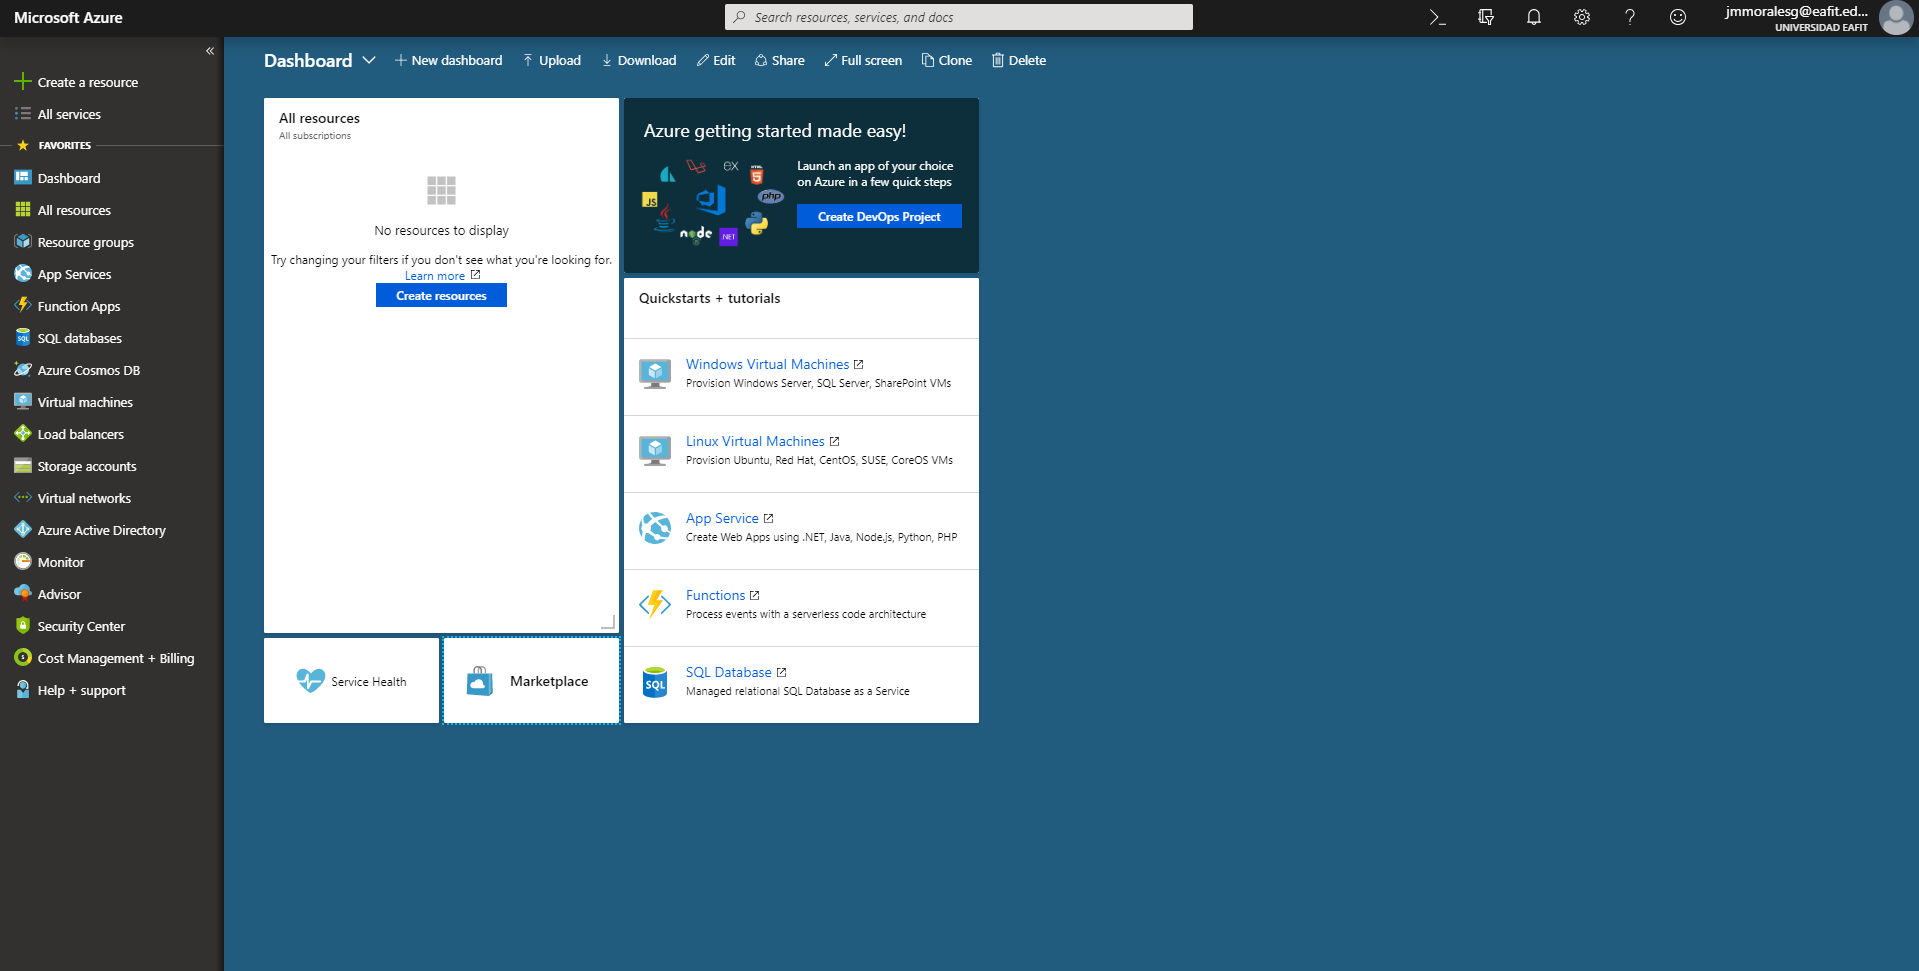 Microsoft Azure
Search resources, services, and docs
jmmoralesg@eafit.ed...
UNIVERSIDAD EAFIT
«
Create a resource
All services
FAVORITES
Dashboard
All resources
Resource groups
App Services
Function Apps
SQL databases
Azure Cosmos DB
Virtual machines
Load balancers
Storage accounts
Virtual networks
Azure Active Directory
Monitor
Advisor
Security Center
Cost Management + Billing
Help + support
Dashboard New dashboard Upload Download Edit Share Full screen Clone Delete
All resources
All subscriptions
No resources to display
Try changing your filters if you don't see what you're looking for.
Learn more
Create resources
Service Health
Marketplace
Azure getting started made easy!
Launch an app of your choice
on Azure in a few quick steps
Create DevOps Project
ex
HTML
5
JS
php
node
.NET
Quickstarts + tutorials
Windows Virtual Machines
Provision Windows Server, SQL Server, SharePoint VMs
Linux Virtual Machines
Provision Ubuntu, Red Hat, CentOS, SUSE, CoreOS VMs
App Service
Create Web Apps using .NET, Java, Node.js, Python, PHP
Functions
Process events with a serverless code architecture
SQL
SQL Database
Managed relational SQL Database as a Service